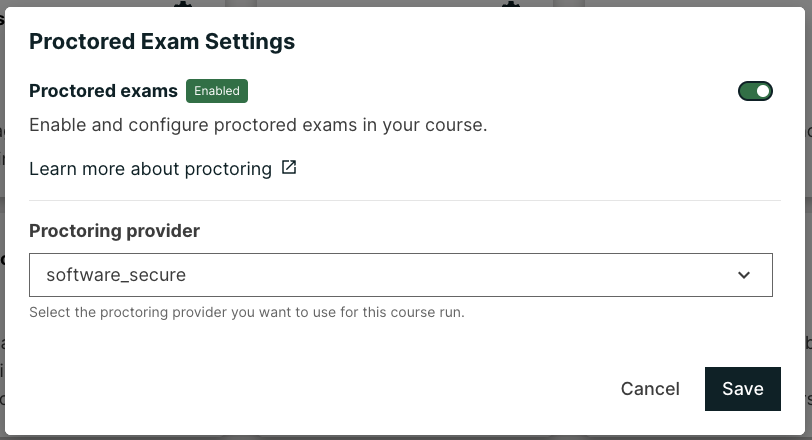 Proctored Exam Settings
Proctored exams Enabled
Enable and configure proctored exams in your course.
Learn more about proctoring
Proctoring provider
software_secure
Select the proctoring provider you want to use for this course run.
Cancel Save